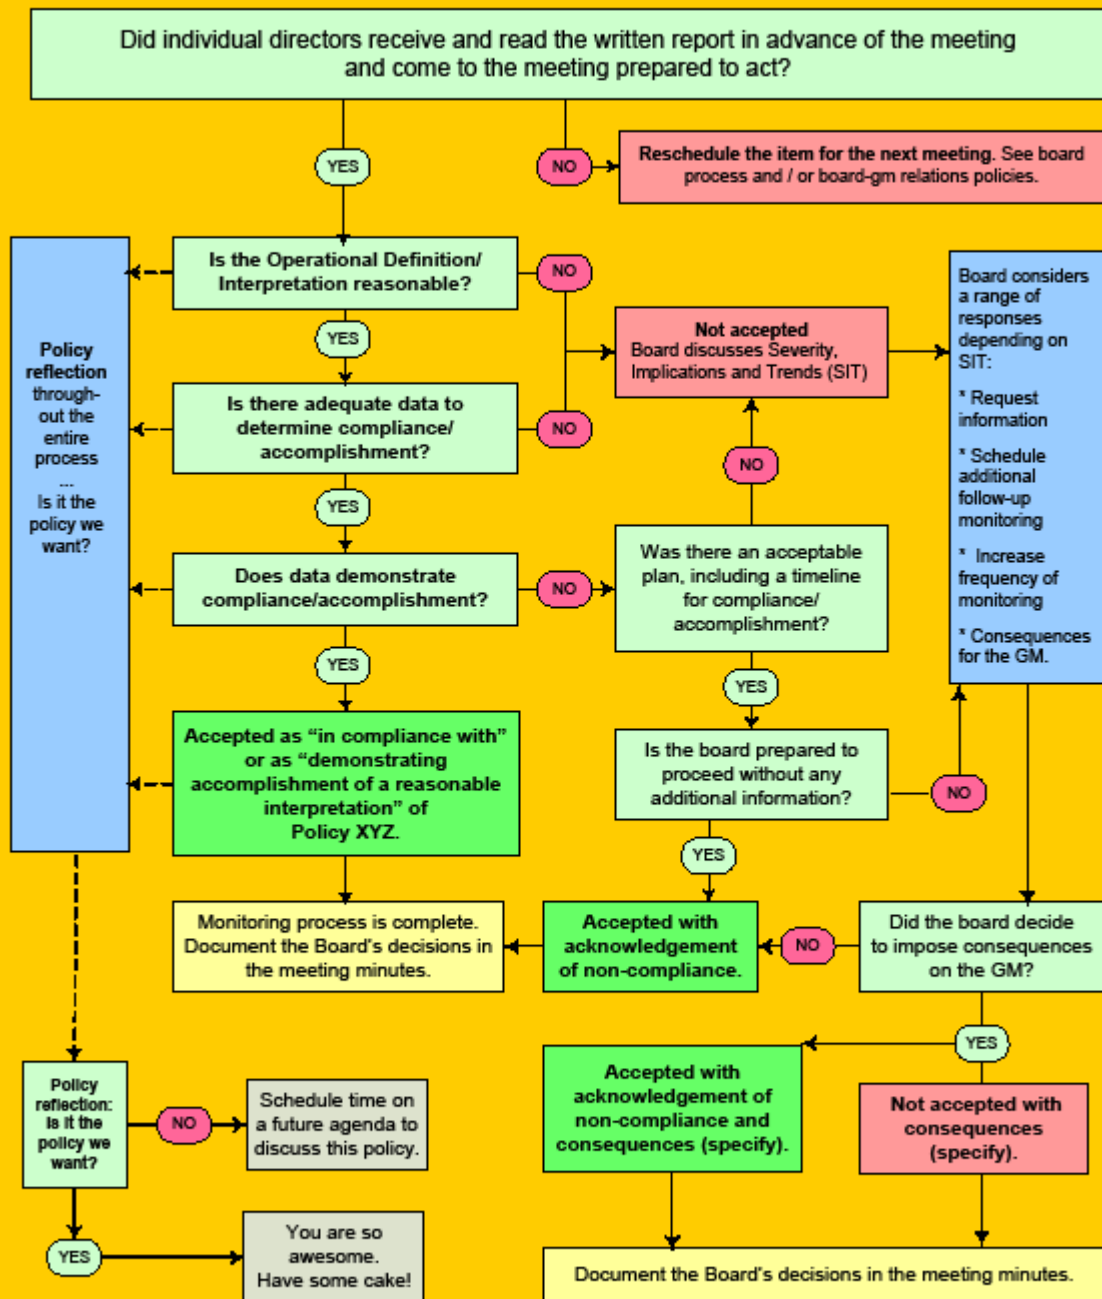 Did individual directors receive and read the written report in advance of the meeting
and come to the meeting prepared to act?
YES
NO
Reschedule the item for the next meeting. See board
process and / or board-gm relations policies.
Policy
reflection
through-
out the
entire
process
...
Is it the
policy we
want?
Is the Operational Definition/
Interpretation reasonable?
NO
YES
Is there adequate data to
determine compliance/
accomplishment?
NO
YES
Does data demonstrate
compliance/accomplishment?
NO
YES
Accepted as “in compliance with”
or as “demonstrating
accomplishment of a reasonable
interpretation” of
Policy XYZ.
Monitoring process is complete.
Document the Board's decisions in
the meeting minutes.
Not accepted
Board discusses Severity,
Implications and Trends (SIT)
NO
Was there an acceptable
plan, including a timeline
for compliance/
accomplishment?
YES
Is the board prepared to
proceed without any
additional information?
NO
YES
Accepted with
acknowledgement
of non-compliance.
Board considers
a range of
responses
depending on
SIT:
* Request
information
* Schedule
additional
follow-up
monitoring
* Increase
frequency of
monitoring
* Consequences
for the GM.
NO
Did the board decide
to impose consequences
on the GM?
YES
Accepted with
acknowledgement of
non-compliance and
consequences (specify).
Not accepted with
consequences
(specify).
Document the Board's decisions in the meeting minutes.
Policy
reflection:
Is it the
policy we
want?
NO
Schedule time on
a future agenda to
discuss this policy.
YES
You are so
awesome.
Have some cake!